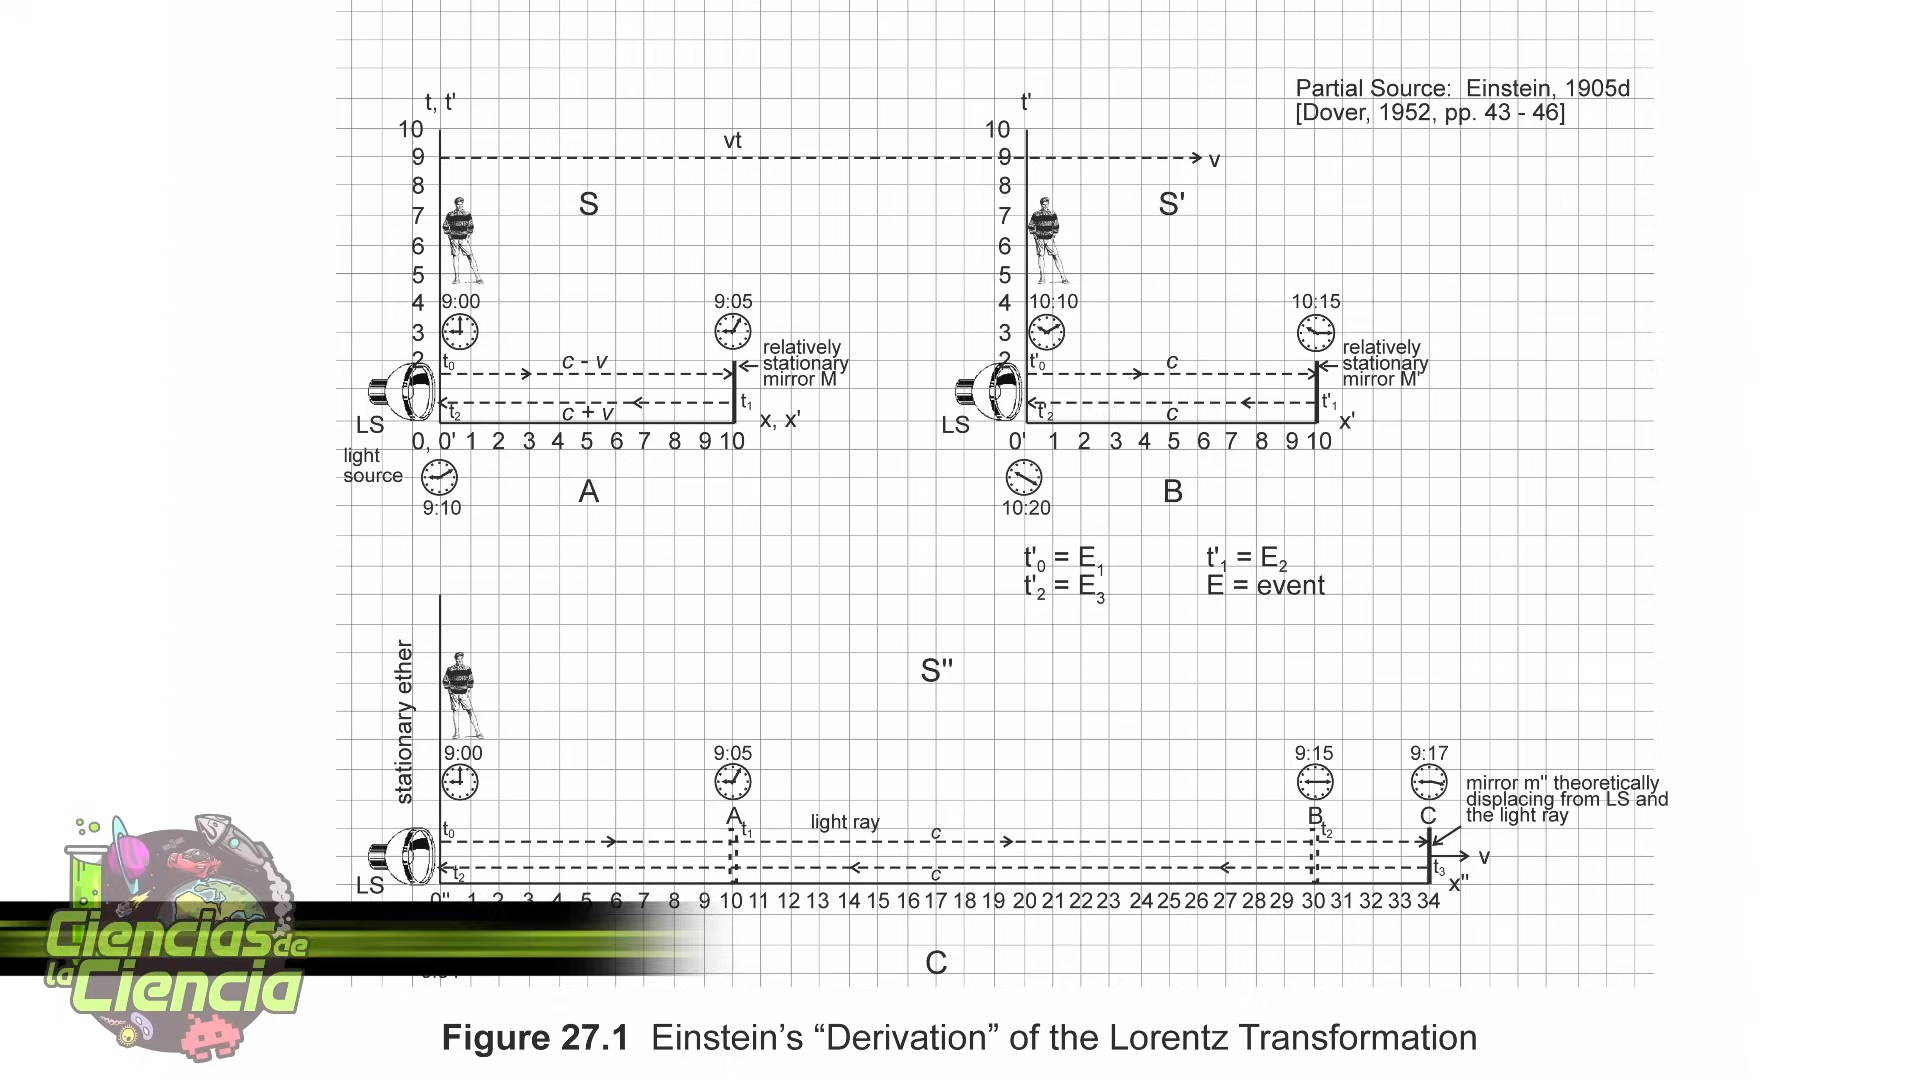 Partial Source: Einstein, 1905d
[Dover, 1952, pp. 43 - 46]
t, t'
10
9
8
7
6
5
4
3
2
vt
v
S
9:00
9:05
t0
c - v
relatively
stationary
mirror M
t2
c + v
t1
x, x'
LS
0, 0' 1 2 3 4 5 6 7 8 9 10
light
source
9:10
A
t'
10
9
8
7
6
5
4
3
2
S'
10:10
10:15
t'0
c
relatively
stationary
mirror M'
t'2
c
t'1
x'
LS
0' 1 2 3 4 5 6 7 8 9 10
10:20
B
t'0 = E1
t'1 = E2
t'2 = E3
E = event
stationary ether
S"
9:00
9:05
9:15
9:17
A
B
C
mirror m" theoretically
displacing from LS and
the light ray
t0
t1
light ray
c
t2
v
t2
c
t3
x"
LS
0" 1 2 3 4 5 6 7 8 9 10 11 12 13 14 15 16 17 18 19 20 21 22 23 24 25 26 27 28 29 30 31 32 33 34
C
Ciencias de
la Ciencia
Figure 27.1 Einstein's “Derivation” of the Lorentz Transformation